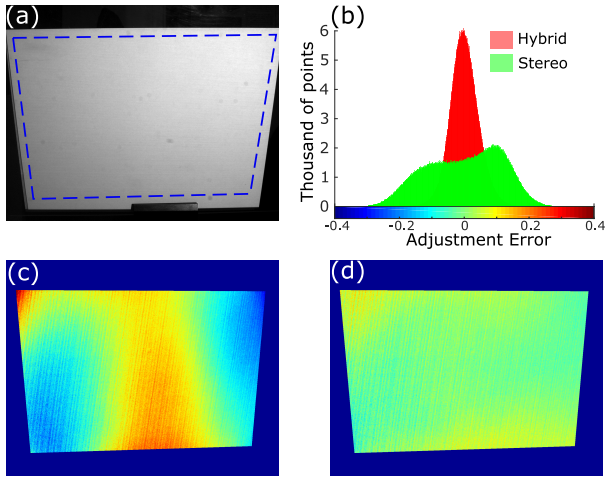 (a)
(b)
6
5
4
3
2
1
0
Thousand of points
Hybrid
Stereo
-0.4
-0.2
0
0.2
0.4
Adjustment Error
(c)
(d)